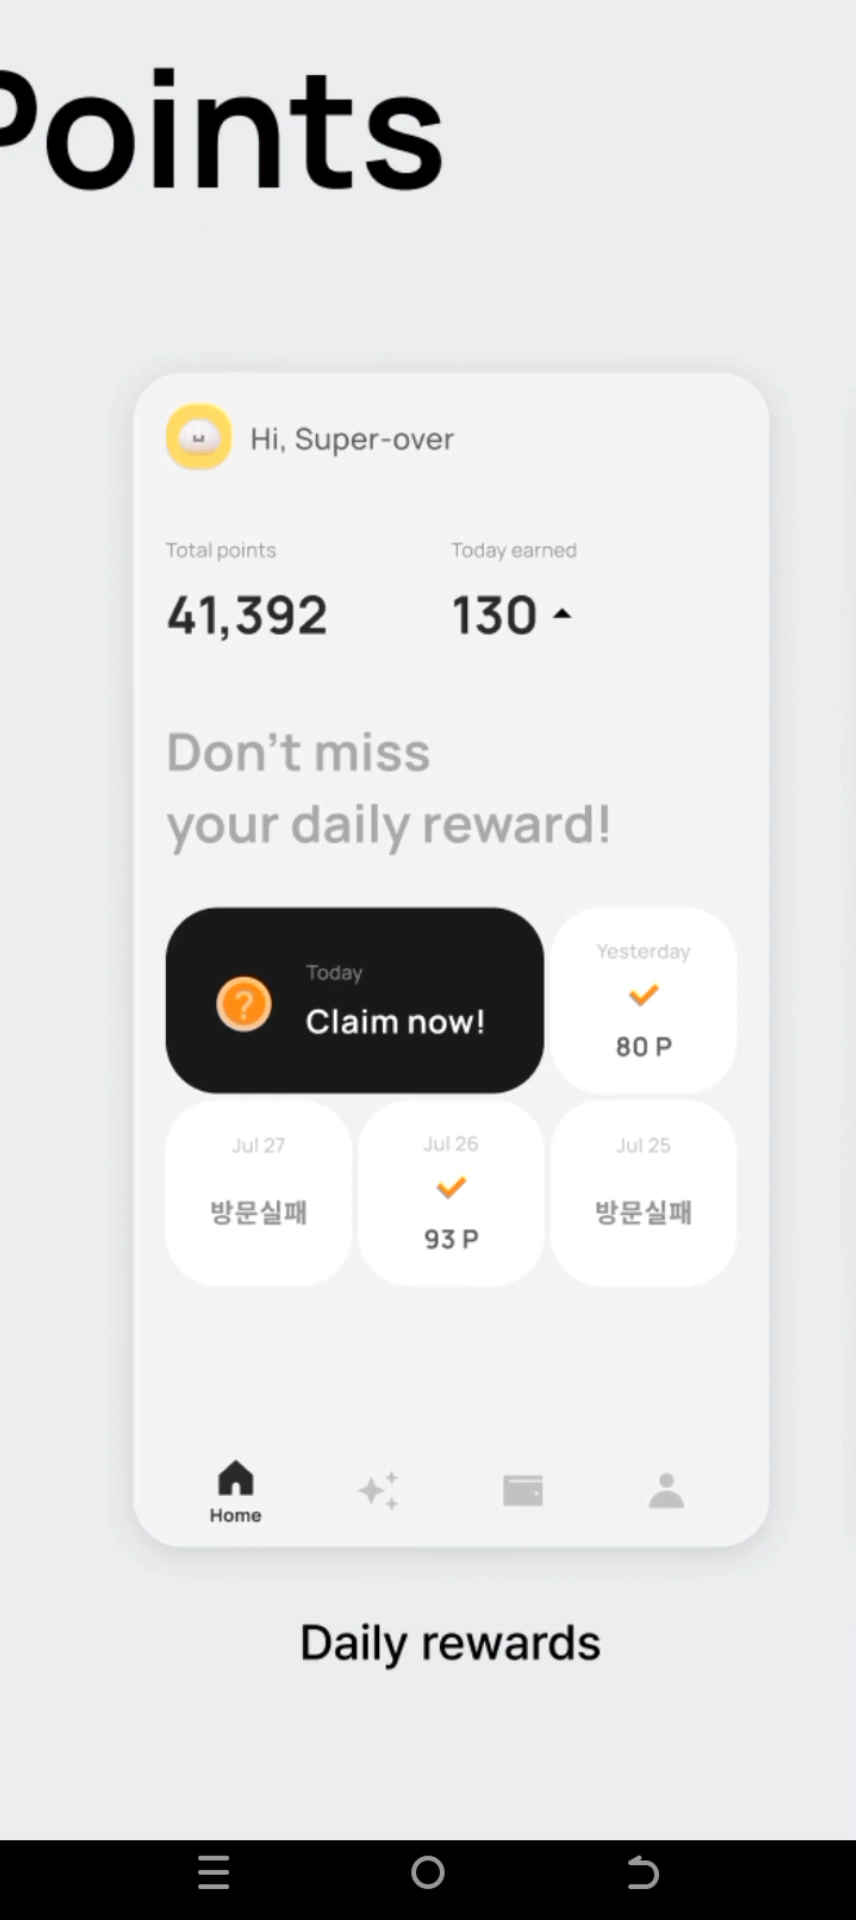 Points
Hi, Super-over
Total points
Today earned
41,392
130
Don't miss
your daily reward!
Today
Claim now!
Yesterday
80 P
Jul 27
방문실패
Jul 26
93 P
Jul 25
방문실패
Home
Daily rewards